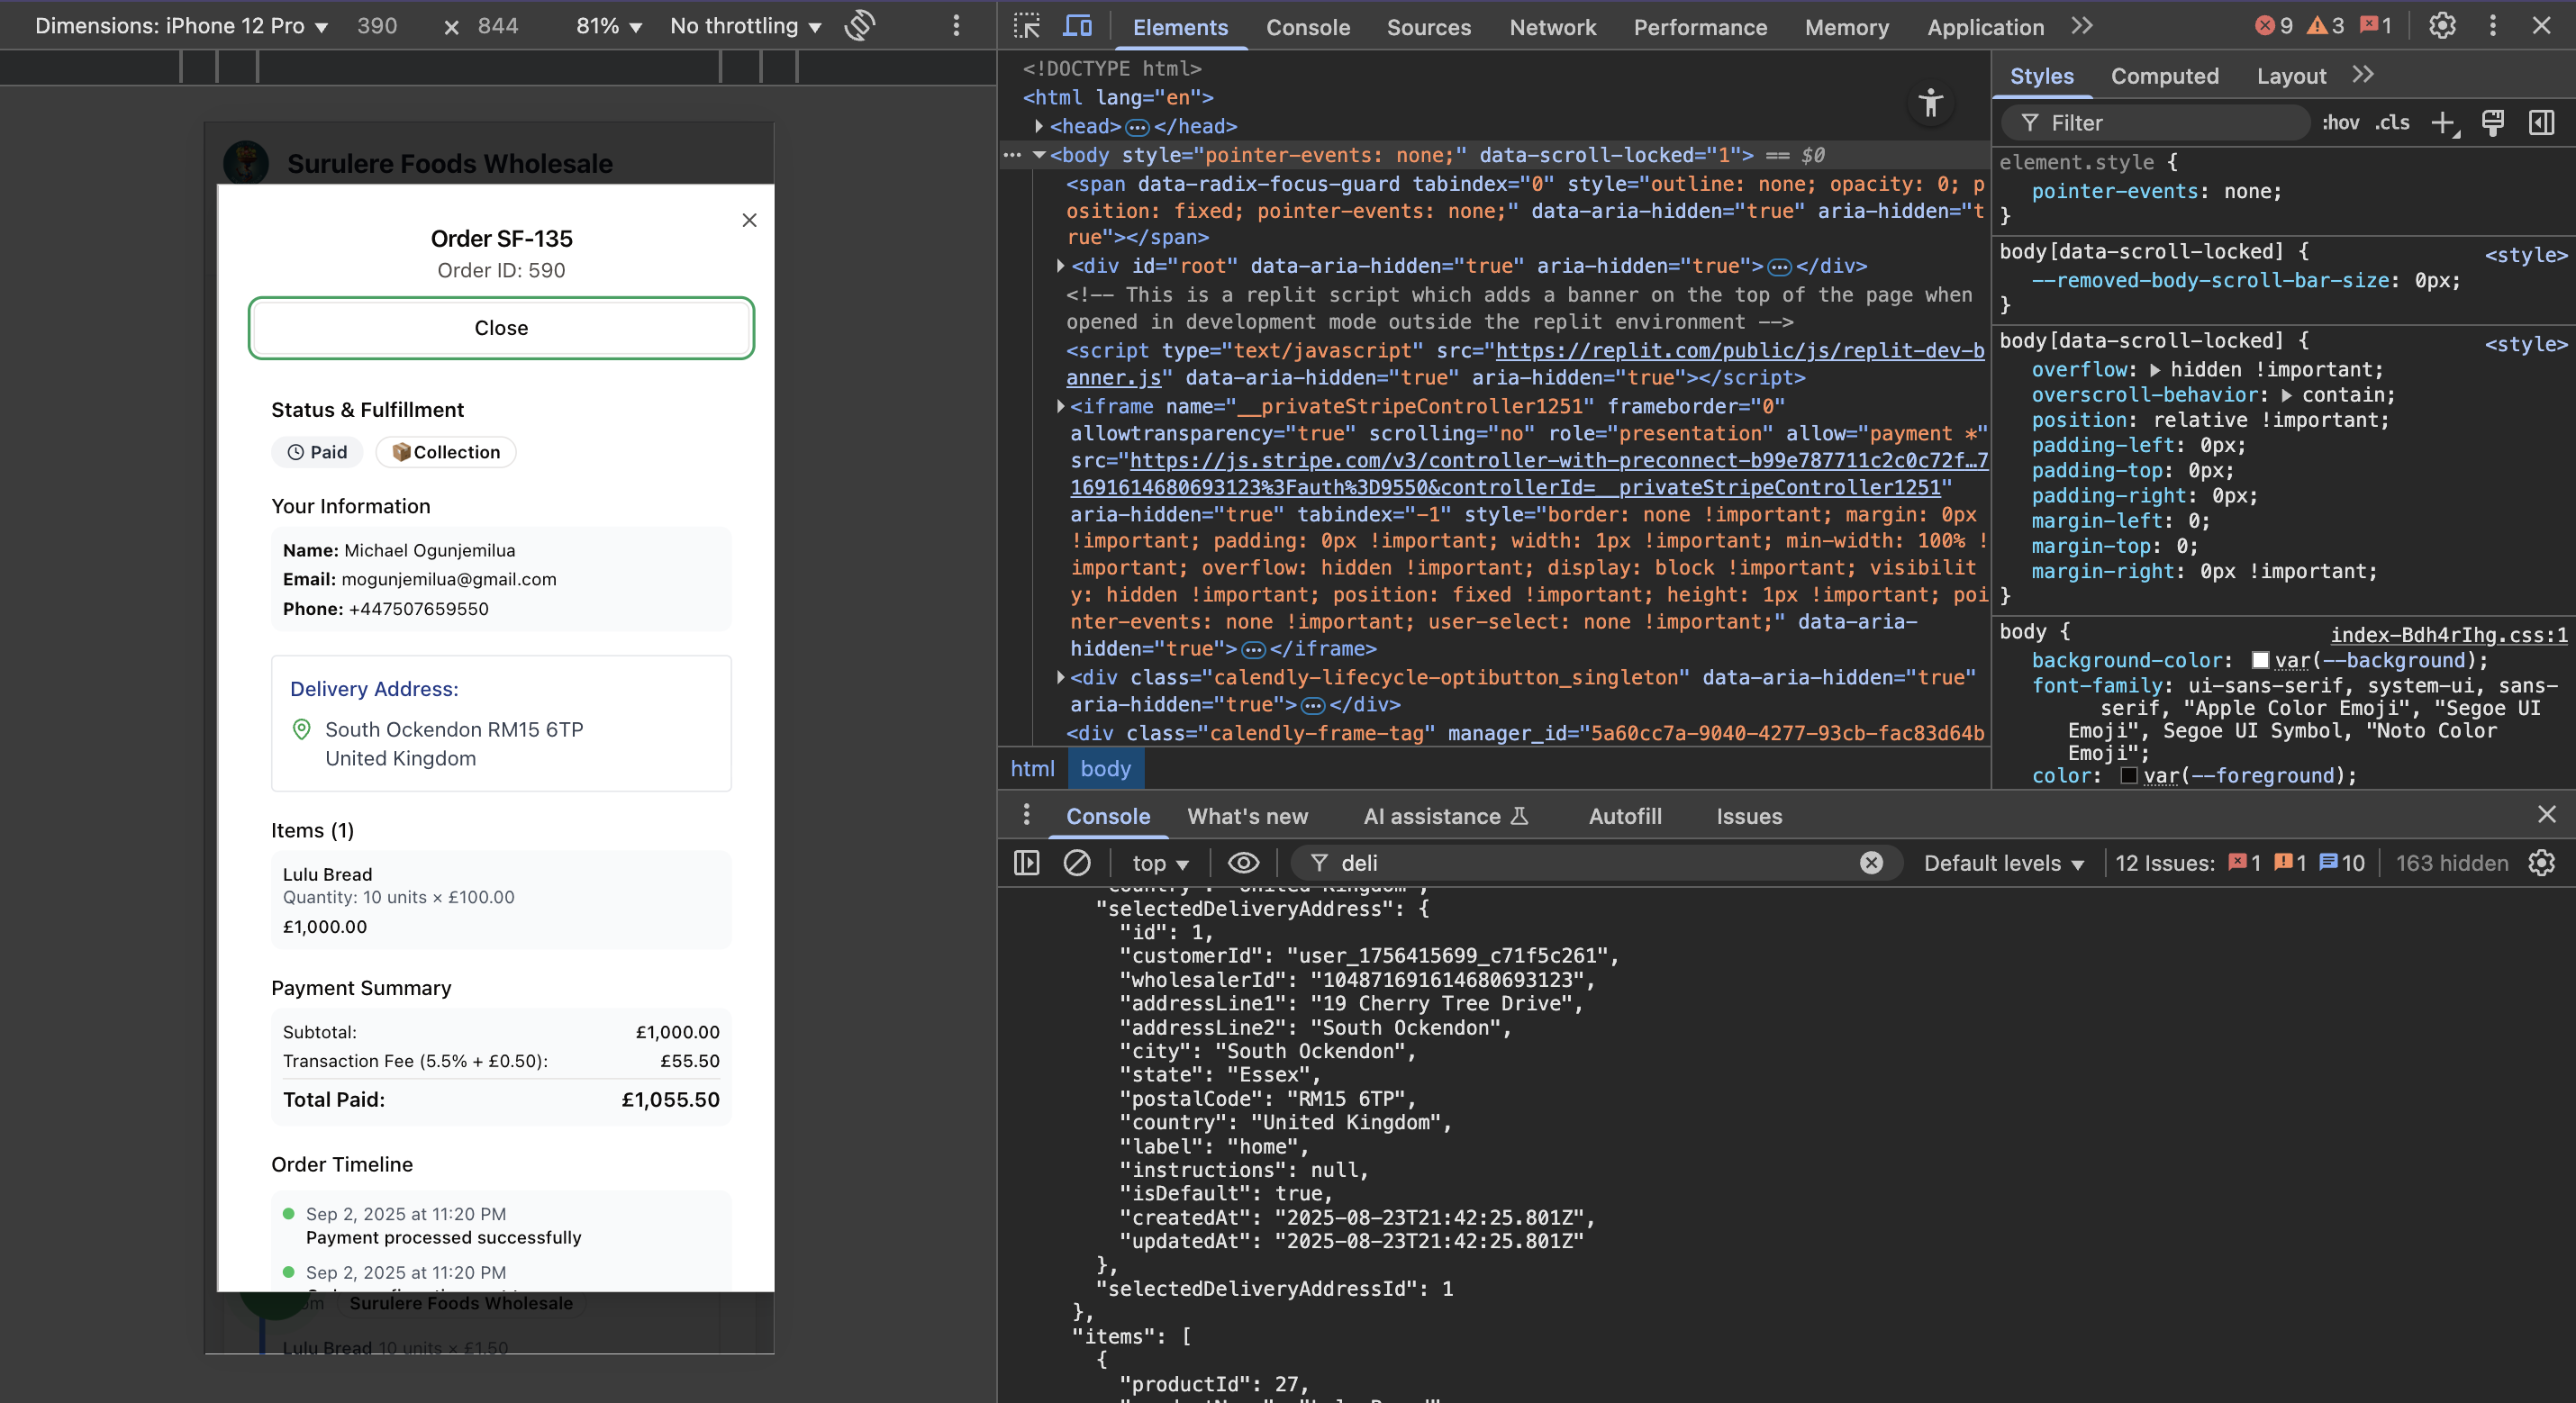 Dimensions: iPhone 12 Pro ▼ 390 × 844 81% ▼ No throttling ▼
Surulere Foods Wholesale
Order SF-135
Order ID: 590
Close
Status & Fulfillment
Paid 📦Collection
Your Information
Name: Michael Ogunjemilua
Email: mogunjemilua@gmail.com
Phone: +447507659550
Delivery Address:
South Ockendon RM15 6TP
United Kingdom
Items (1)
Lulu Bread
Quantity: 10 units × £100.00
£1,000.00
Payment Summary
Subtotal: £1,000.00
Transaction Fee (5.5% + £0.50): £55.50
Total Paid: £1,055.50
Order Timeline
Sep 2, 2025 at 11:20 PM
Payment processed successfully
Sep 2, 2025 at 11:20 PM
Surulere Foods Wholesale
Lulu Bread 10 units × £1.50
Elements Console Sources Network Performance Memory Application 9 3 1
<!DOCTYPE html>
<html lang="en">
<head>…</head>
<body style="pointer-events: none;" data-scroll-locked="1"> == $0
<span data-radix-focus-guard tabindex="0" style="outline: none; opacity: 0; p
osition: fixed; pointer-events: none;" data-aria-hidden="true" aria-hidden="t
rue"></span>
<div id="root" data-aria-hidden="true" aria-hidden="true">…</div>
<!-- This is a replit script which adds a banner on the top of the page when
opened in development mode outside the replit environment -->
<script type="text/javascript" src="https://replit.com/public/js/replit-dev-b
anner.js" data-aria-hidden="true" aria-hidden="true"></script>
<iframe name="__privateStripeController1251" frameborder="0"
allowtransparency="true" scrolling="no" role="presentation" allow="payment *"
src="https://js.stripe.com/v3/controller-with-preconnect-b99e787711c2c0c72f…7
1691614680693123%3Fauth%3D9550&controllerId=__privateStripeController1251"
aria-hidden="true" tabindex="-1" style="border: none !important; margin: 0px
!important; padding: 0px !important; width: 1px !important; min-width: 100% !
important; overflow: hidden !important; display: block !important; visibilit
y: hidden !important; position: fixed !important; height: 1px !important; poi
nter-events: none !important; user-select: none !important;" data-aria-
hidden="true">…</iframe>
<div class="calendly-lifecycle-optibutton_singleton" data-aria-hidden="true"
aria-hidden="true">…</div>
<div class="calendly-frame-tag" manager_id="5a60cc7a-9040-4277-93cb-fac83d64b
html body
Styles Computed Layout
Filter :hov .cls
element.style {
pointer-events: none;
}
body[data-scroll-locked] { <style>
--removed-body-scroll-bar-size: 0px;
}
body[data-scroll-locked] { <style>
overflow: hidden !important;
overscroll-behavior: contain;
position: relative !important;
padding-left: 0px;
padding-top: 0px;
padding-right: 0px;
margin-left: 0;
margin-top: 0;
margin-right: 0px !important;
}
body { index-Bdh4rIhg.css:1
background-color: var(--background);
font-family: ui-sans-serif, system-ui, sans-
serif, "Apple Color Emoji", "Segoe UI
Emoji", Segoe UI Symbol, "Noto Color
Emoji";
color: var(--foreground);
Console What's new AI assistance Autofill Issues
top ▼ deli Default levels ▼ 12 Issues: 1 1 10 163 hidden
"country": "United Kingdom",
"selectedDeliveryAddress": {
"id": 1,
"customerId": "user_1756415699_c71f5c261",
"wholesalerId": "104871691614680693123",
"addressLine1": "19 Cherry Tree Drive",
"addressLine2": "South Ockendon",
"city": "South Ockendon",
"state": "Essex",
"postalCode": "RM15 6TP",
"country": "United Kingdom",
"label": "home",
"instructions": null,
"isDefault": true,
"createdAt": "2025-08-23T21:42:25.801Z",
"updatedAt": "2025-08-23T21:42:25.801Z"
},
"selectedDeliveryAddressId": 1
},
"items": [
{
"productId": 27,